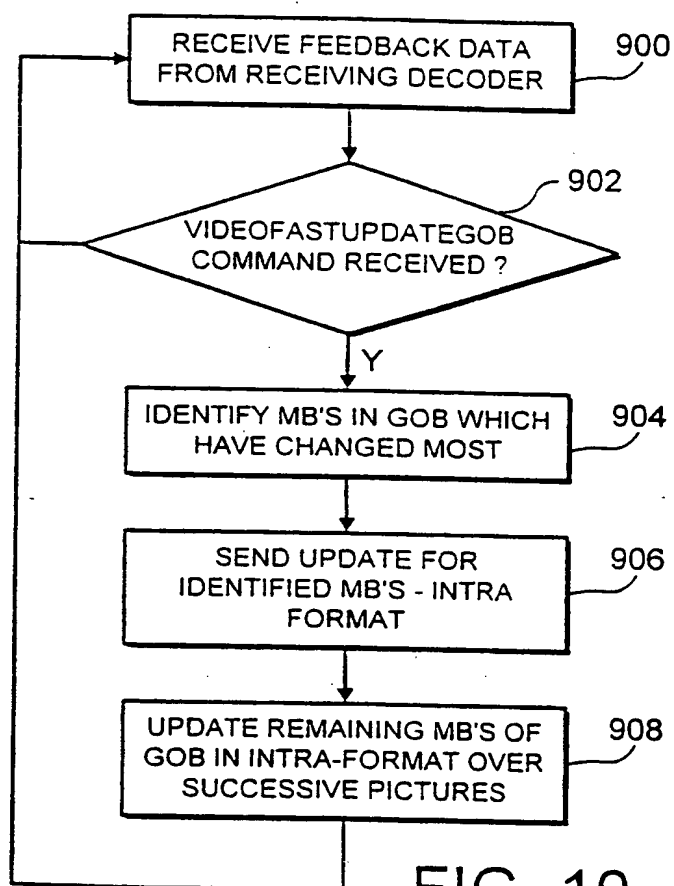 RECEIVE FEEDBACK DATA
FROM RECEIVING DECODER
900
902
VIDEOFASTUPDATEGOB
COMMAND RECEIVED ?
Y
IDENTIFY MB'S IN GOB WHICH
HAVE CHANGED MOST
904
SEND UPDATE FOR
IDENTIFIED MB'S - INTRA
FORMAT
906
UPDATE REMAINING MB'S OF
GOB IN INTRA-FORMAT OVER
SUCCESSIVE PICTURES
908
FIG. 10